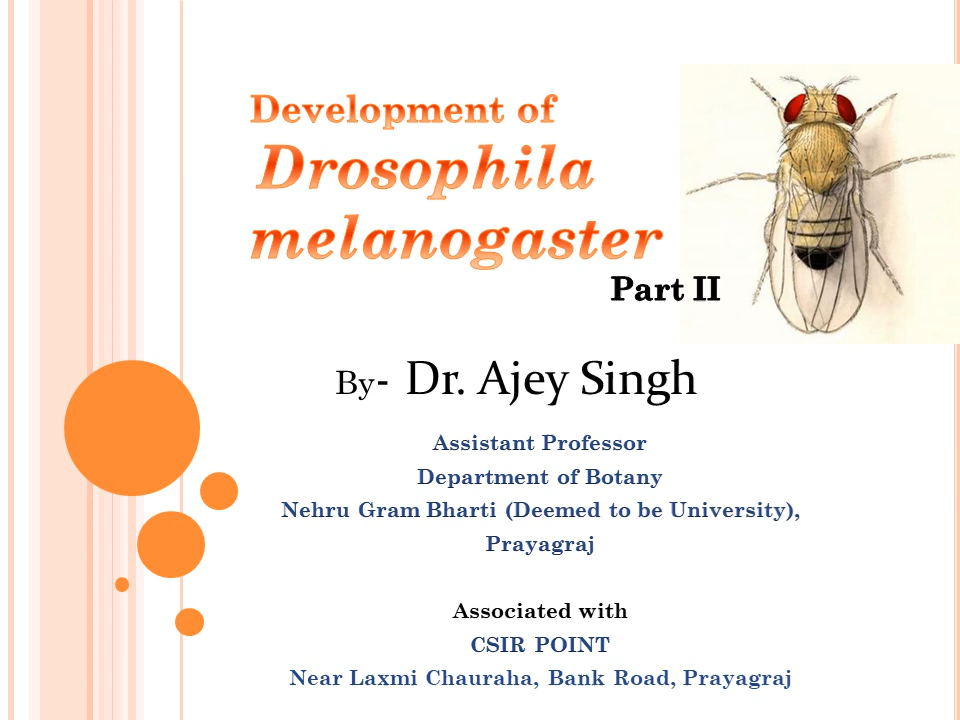 Development of
Drosophila
melanogaster
Part II
By- Dr. Ajey Singh
Assistant Professor
Department of Botany
Nehru Gram Bharti (Deemed to be University),
Prayagraj
Associated with
CSIR POINT
Near Laxmi Chauraha, Bank Road, Prayagraj